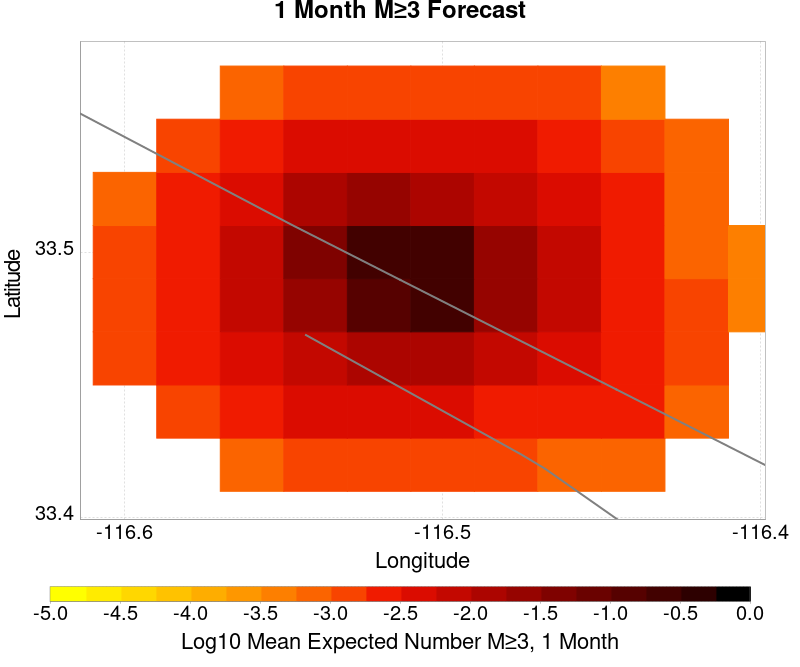 1 Month M≥3 Forecast
Latitude
33.5
33.4
-116.6 -116.5 -116.4
Longitude
-5.0 -4.5 -4.0 -3.5 -3.0 -2.5 -2.0 -1.5 -1.0 -0.5 0.0
Log10 Mean Expected Number M≥3, 1 Month